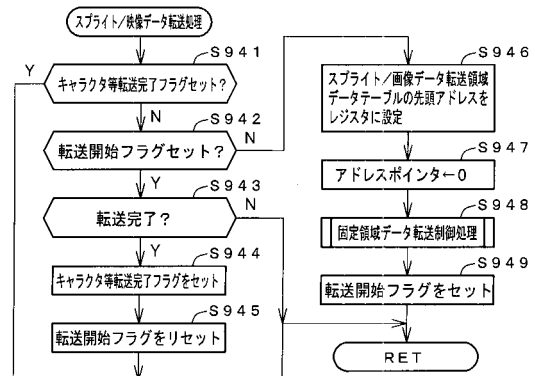 スプライト／映像データ転送処理
S941
キャラクタ等転送完了フラグセット？
Y
N
S942
転送開始フラグセット？
N
Y
S943
転送完了？
N
Y
S944
キャラクタ等転送完了フラグをセット
S945
転送開始フラグをリセット
S946
スプライト／画像データ転送領域
データテーブルの先頭アドレスを
レジスタに設定
S947
アドレスポインタ←0
S948
固定領域データ転送制御処理
S949
転送開始フラグをセット
RET